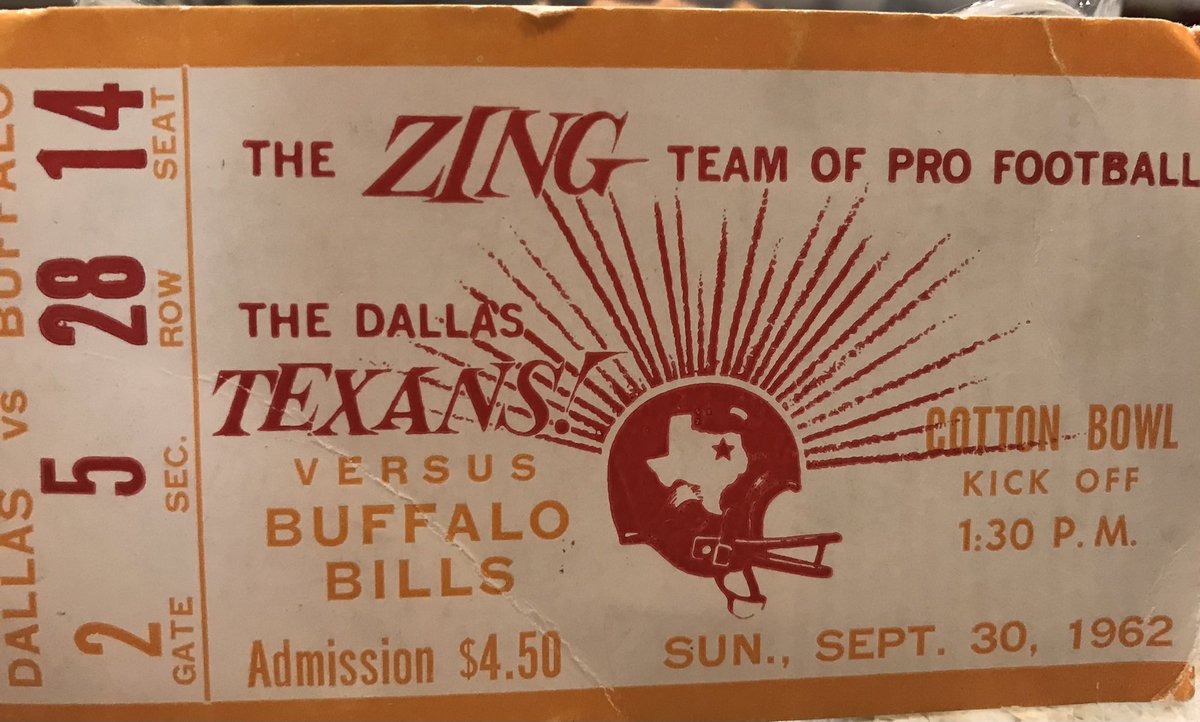 DALLAS VS BUFFALO
2 5 28 14
GATE SEC. ROW SEAT
THE ZING TEAM OF PRO FOOTBALL
THE DALLAS
TEXANS!
VERSUS
BUFFALO
BILLS
Admission $4.50
COTTON BOWL
KICK OFF
1:30 P.M.
SUN., SEPT. 30, 1962